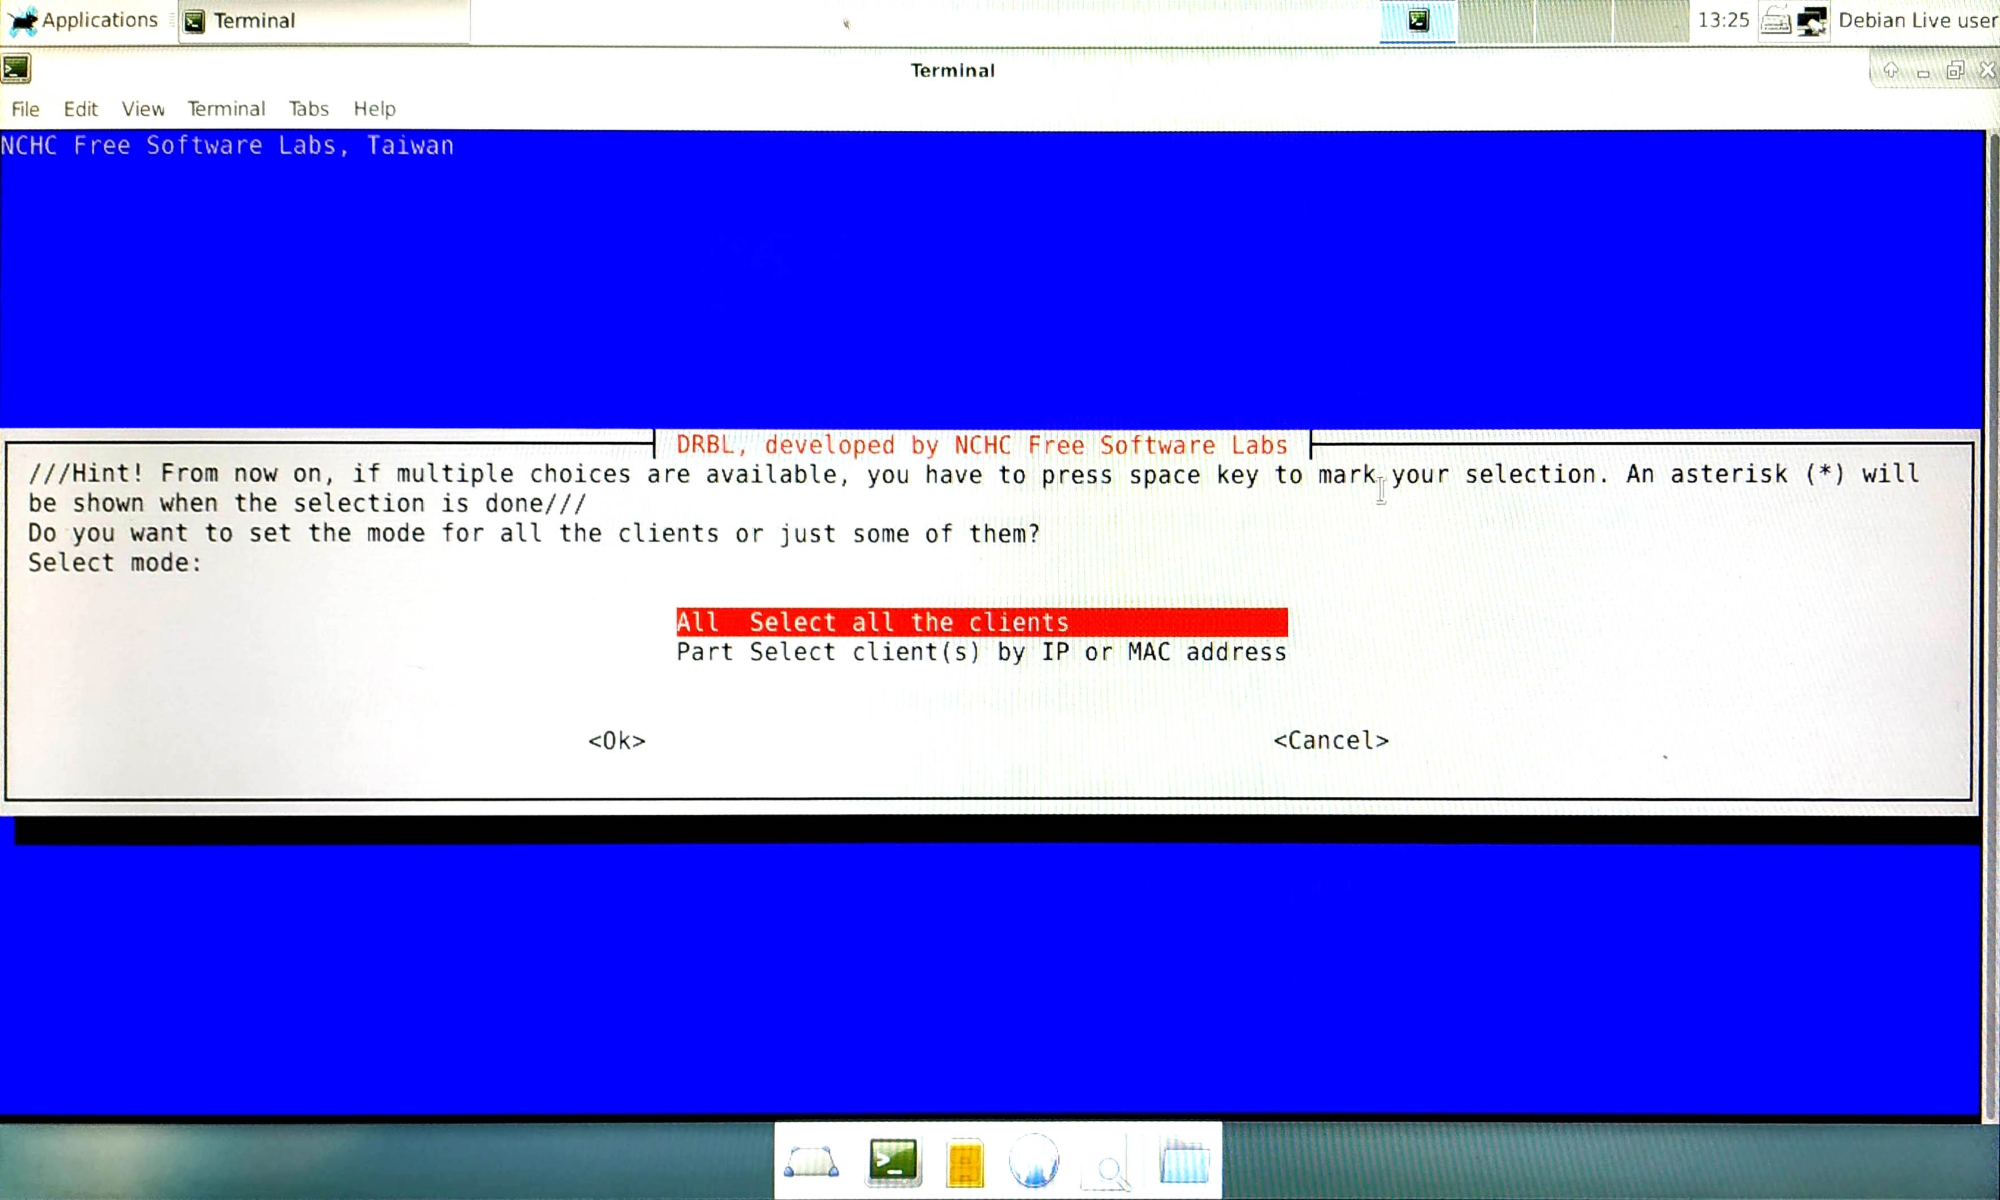 Applications Terminal 13:25 Debian Live user
Terminal
File Edit View Terminal Tabs Help
NCHC Free Software Labs, Taiwan
DRBL, developed by NCHC Free Software Labs
///Hint! From now on, if multiple choices are available, you have to press space key to mark your selection. An asterisk (*) will
be shown when the selection is done///
Do you want to set the mode for all the clients or just some of them?
Select mode:
All Select all the clients
Part Select client(s) by IP or MAC address
<Ok> <Cancel>